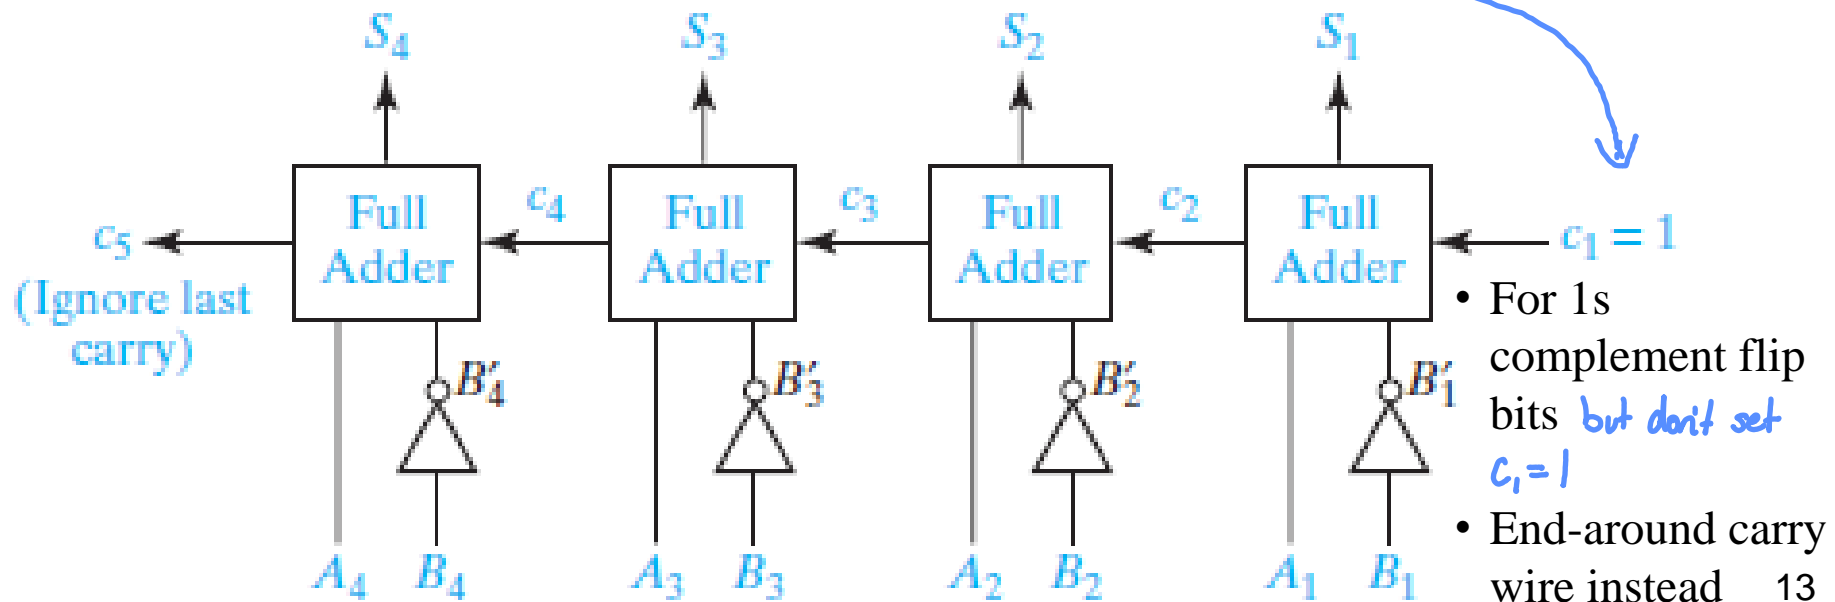 S₄ S₃ S₂ S₁
c₅ Full Adder c₄ Full Adder c₃ Full Adder c₂ Full Adder c₁ = 1
(Ignore last
carry)
B′₄ B′₃ B′₂ B′₁
A₄ B₄ A₃ B₃ A₂ B₂ A₁ B₁
• For 1s
complement flip
bits but don't set
c₁ = 1
• End-around carry
wire instead
13